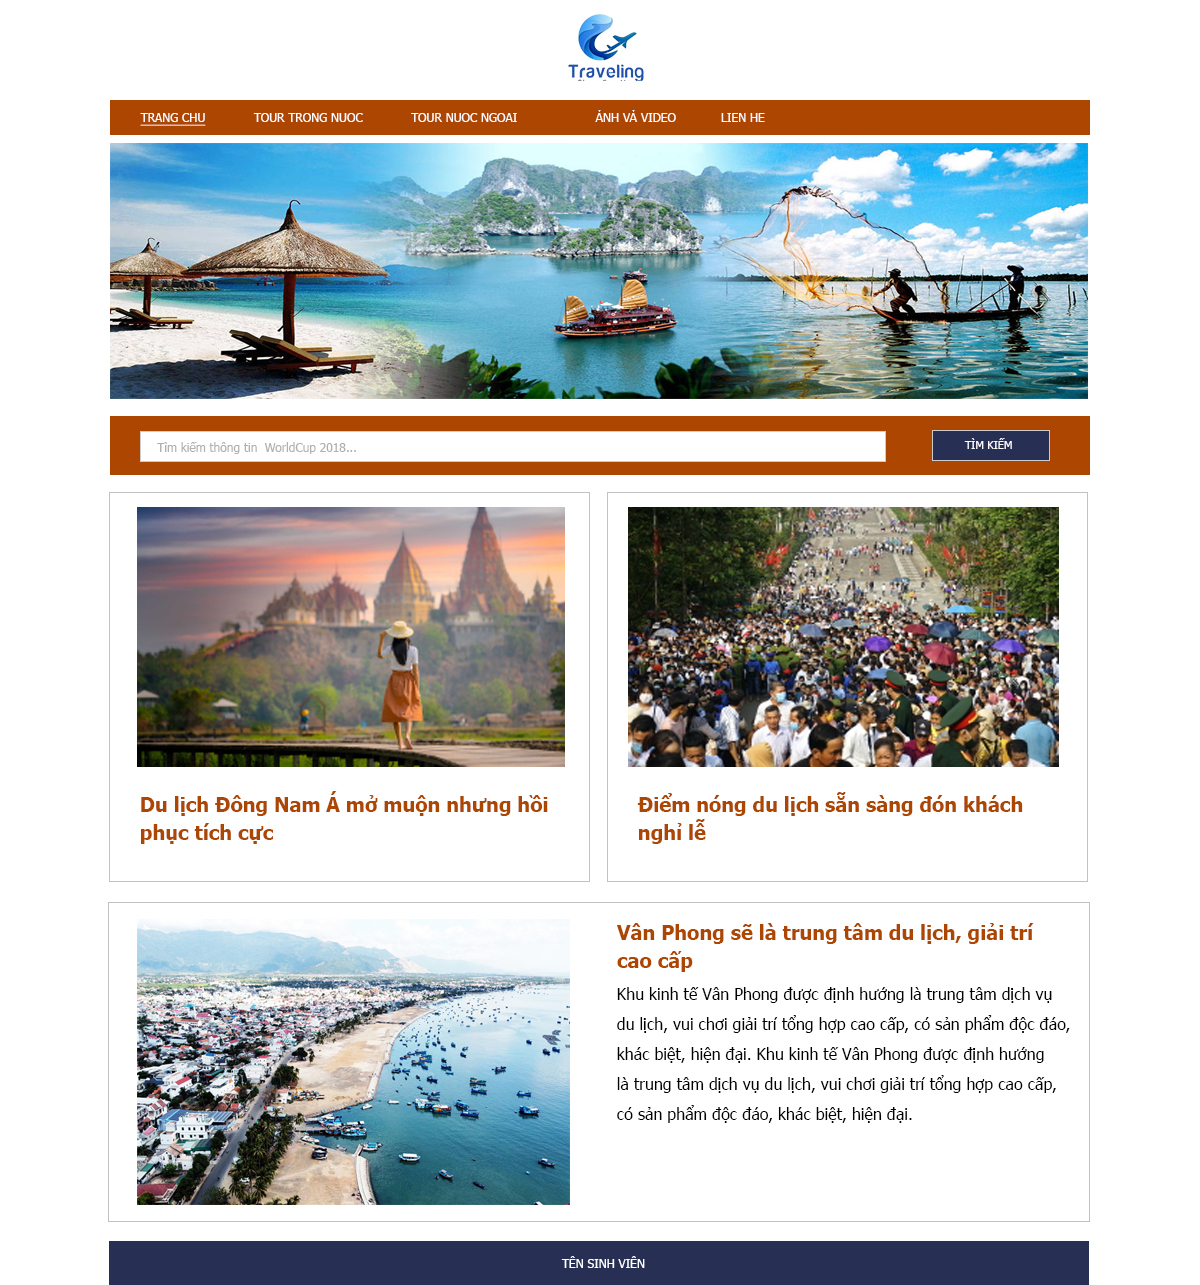 Traveling
TRANG CHU TOUR TRONG NUOC TOUR NUOC NGOAI ẢNH VẢ VIDEO LIEN HE
Tìm kiếm thông tin WorldCup 2018...
TÌM KIẾM
Du lịch Đông Nam Á mở muộn nhưng hồi
phục tích cực
Điểm nóng du lịch sẵn sàng đón khách
nghỉ lễ
Vân Phong sẽ là trung tâm du lịch, giải trí
cao cấp
Khu kinh tế Vân Phong được định hướng là trung tâm dịch vụ
du lịch, vui chơi giải trí tổng hợp cao cấp, có sản phẩm độc đáo,
khác biệt, hiện đại. Khu kinh tế Vân Phong được định hướng
là trung tâm dịch vụ du lịch, vui chơi giải trí tổng hợp cao cấp,
có sản phẩm độc đáo, khác biệt, hiện đại.
TÊN SINH VIÊN